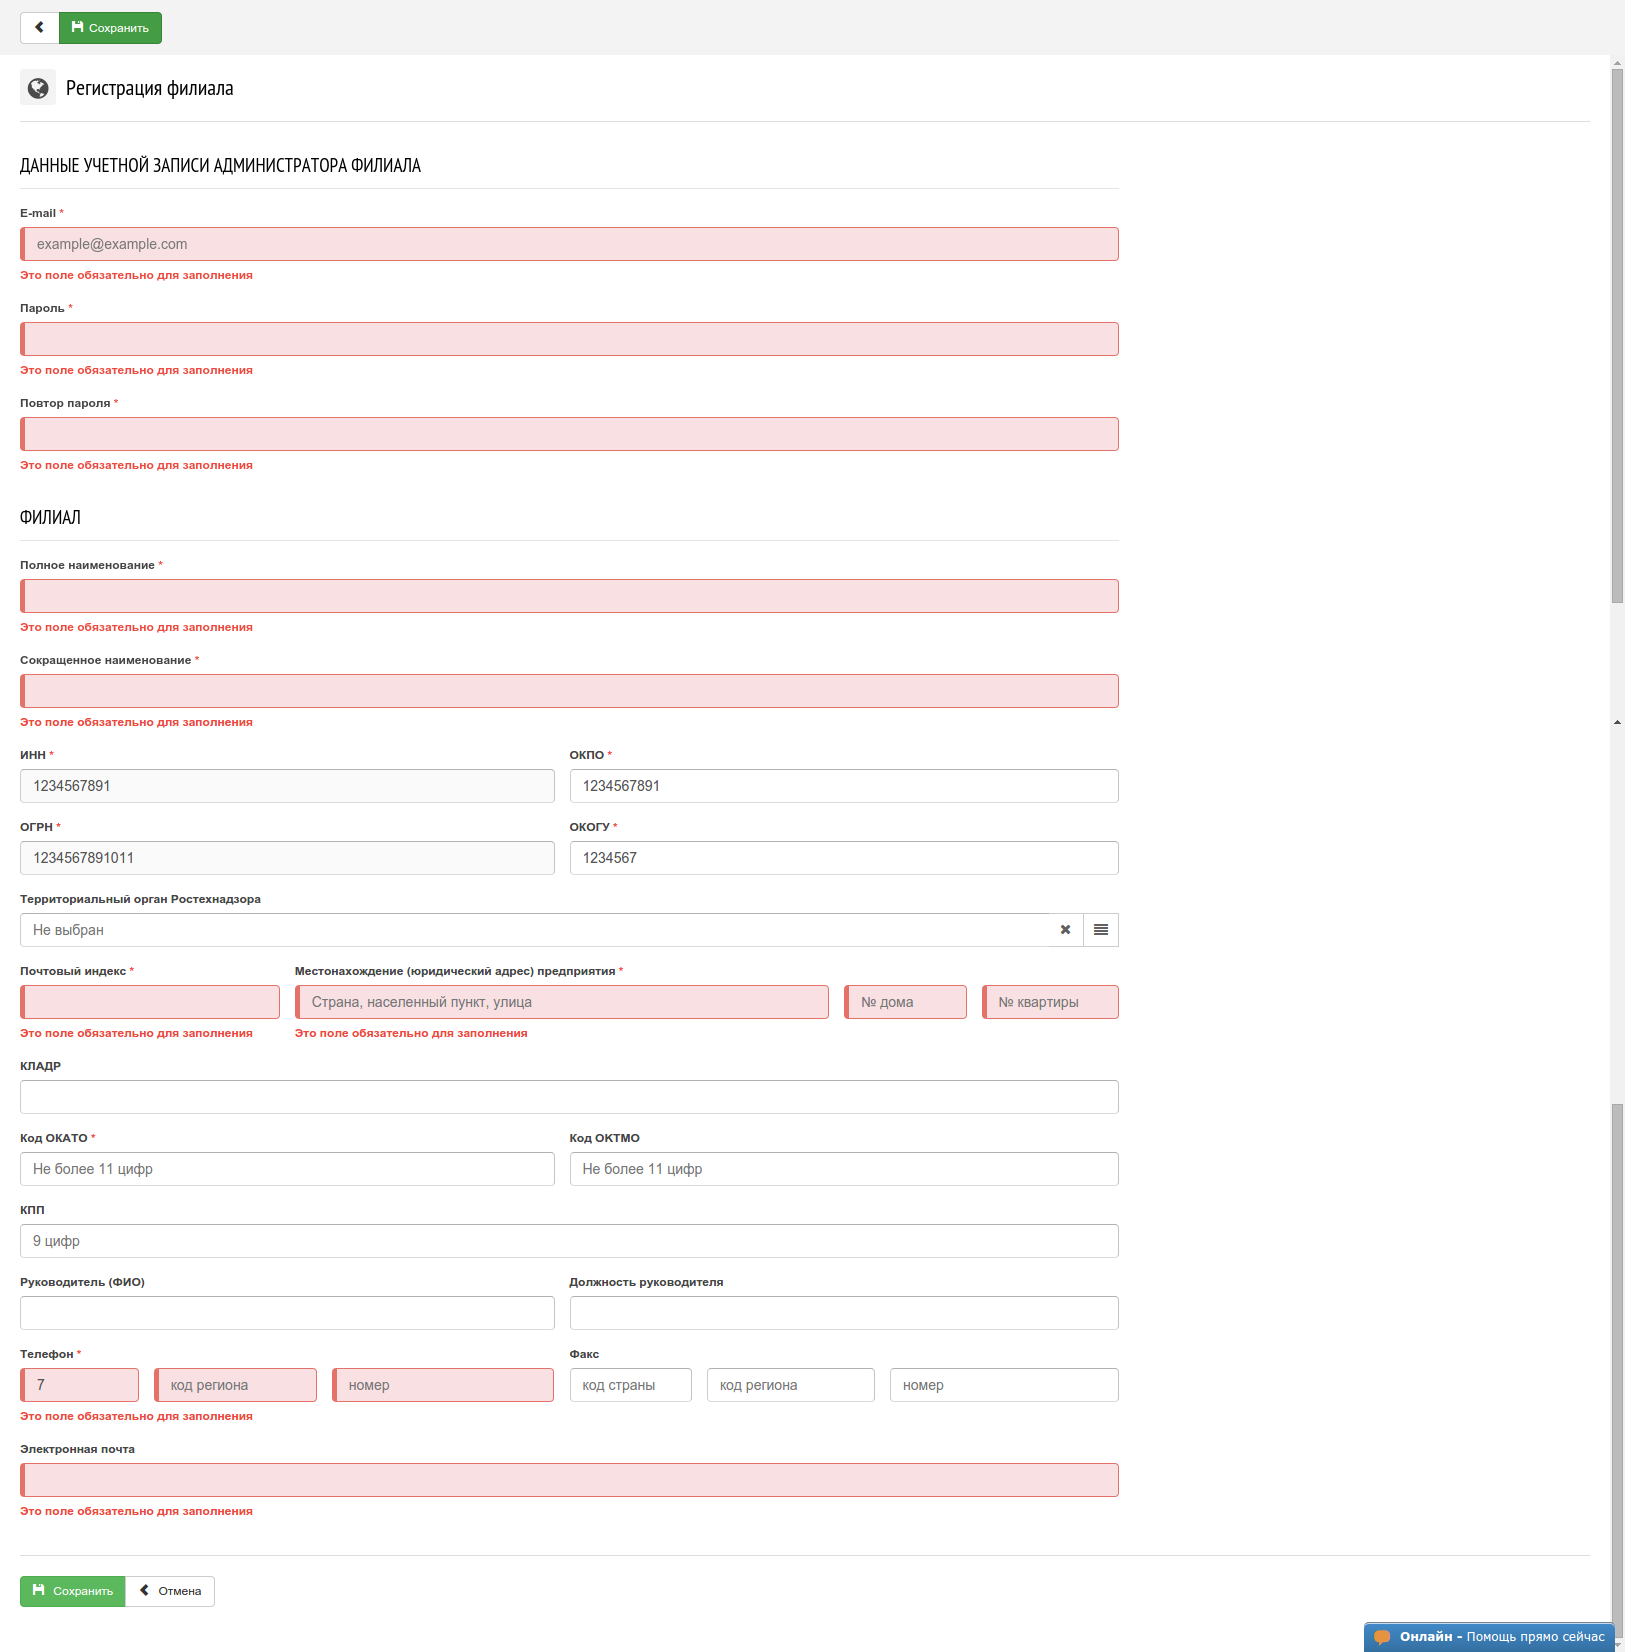 Сохранить
Регистрация филиала
ДАННЫЕ УЧЕТНОЙ ЗАПИСИ АДМИНИСТРАТОРА ФИЛИАЛА
E-mail *
example@example.com
Это поле обязательно для заполнения
Пароль *
Это поле обязательно для заполнения
Повтор пароля *
Это поле обязательно для заполнения
ФИЛИАЛ
Полное наименование *
Это поле обязательно для заполнения
Сокращенное наименование *
Это поле обязательно для заполнения
ИНН * ОКПО *
1234567891 1234567891
ОГРН * ОКОГУ *
1234567891011 1234567
Территориальный орган Ростехнадзора
Не выбран
Почтовый индекс * Местонахождение (юридический адрес) предприятия *
Страна, населенный пункт, улица № дома № квартиры
Это поле обязательно для заполнения Это поле обязательно для заполнения
КЛАДР
Код ОКАТО * Код ОКТМО
Не более 11 цифр Не более 11 цифр
КПП
9 цифр
Руководитель (ФИО) Должность руководителя
Телефон * Факс
7 код региона номер код страны код региона номер
Это поле обязательно для заполнения
Электронная почта
Это поле обязательно для заполнения
Сохранить Отмена
Онлайн - Помощь прямо сейчас